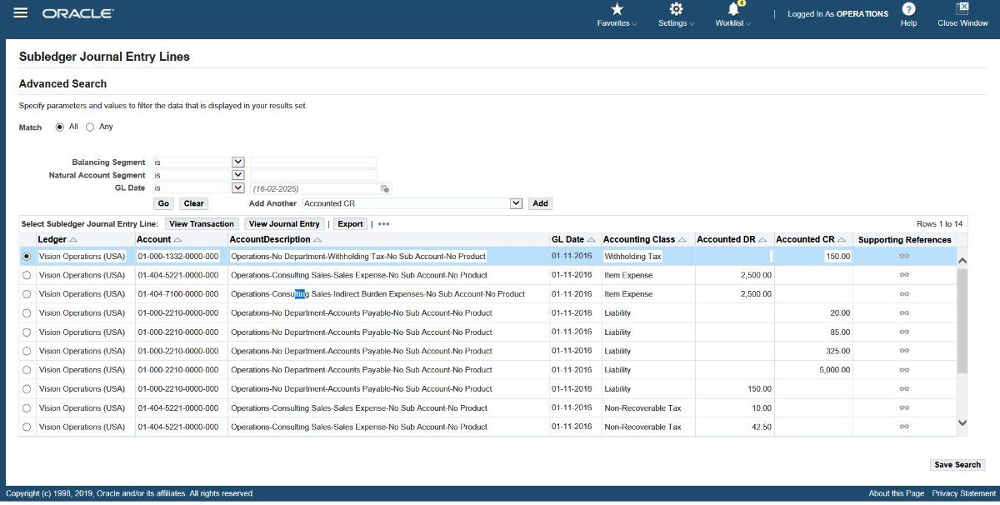 ORACLE
4
Favorites Settings Worklist Logged In As OPERATIONS Help Close Window
Subledger Journal Entry Lines
Advanced Search
Specify parameters and values to filter the data that is displayed in your results set.
Match All Any
Balancing Segment is
Natural Account Segment is
GL Date is (16-02-2025)
Go Clear Add Another Accounted CR Add
Select Subledger Journal Entry Line: View Transaction View Journal Entry | Export | ••• Rows 1 to 14
Ledger Account AccountDescription GL Date Accounting Class Accounted DR Accounted CR Supporting References
Vision Operations (USA) 01-000-1332-0000-000 Operations-No Department-Withholding Tax-No Sub Account-No Product 01-11-2016 Withholding Tax 150.00
Vision Operations (USA) 01-404-5221-0000-000 Operations-Consulting Sales-Sales Expense-No Sub Account-No Product 01-11-2016 Item Expense 2,500.00
Vision Operations (USA) 01-404-7100-0000-000 Operations-Consulting Sales-Indirect Burden Expenses-No Sub Account-No Product 01-11-2016 Item Expense 2,500.00
Vision Operations (USA) 01-000-2210-0000-000 Operations-No Department-Accounts Payable-No Sub Account-No Product 01-11-2016 Liability 20.00
Vision Operations (USA) 01-000-2210-0000-000 Operations-No Department-Accounts Payable-No Sub Account-No Product 01-11-2016 Liability 85.00
Vision Operations (USA) 01-000-2210-0000-000 Operations-No Department-Accounts Payable-No Sub Account-No Product 01-11-2016 Liability 325.00
Vision Operations (USA) 01-000-2210-0000-000 Operations-No Department-Accounts Payable-No Sub Account-No Product 01-11-2016 Liability 5,000.00
Vision Operations (USA) 01-000-2210-0000-000 Operations-No Department-Accounts Payable-No Sub Account-No Product 01-11-2016 Liability 150.00
Vision Operations (USA) 01-404-5221-0000-000 Operations-Consulting Sales-Sales Expense-No Sub Account-No Product 01-11-2016 Non-Recoverable Tax 10.00
Vision Operations (USA) 01-404-5221-0000-000 Operations-Consulting Sales-Sales Expense-No Sub Account-No Product 01-11-2016 Non-Recoverable Tax 42.50
Save Search
Copyright (c) 1998, 2019, Oracle and/or its affiliates. All rights reserved. About this Page Privacy Statement